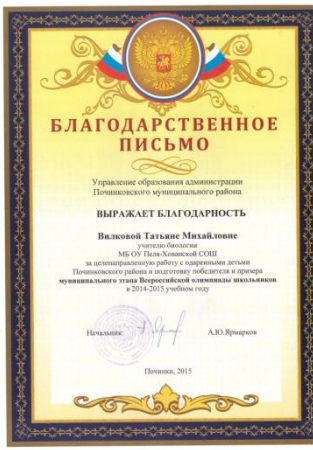 БЛАГОДАРСТВЕННОЕ
ПИСЬМО
Управление образования администрации
Починковского муниципального района
ВЫРАЖАЕТ БЛАГОДАРНОСТЬ
Вилковой Татьяне Михайловне
учителю биологии
МБ ОУ Пеля-Хованской СОШ
за целенаправленную работу с одаренными детьми
Починковского района и подготовку победителя и призера
муниципального этапа Всероссийской олимпиады школьников
в 2014-2015 учебном году
Начальник А.Ю.Ярмарков
Починки, 2015